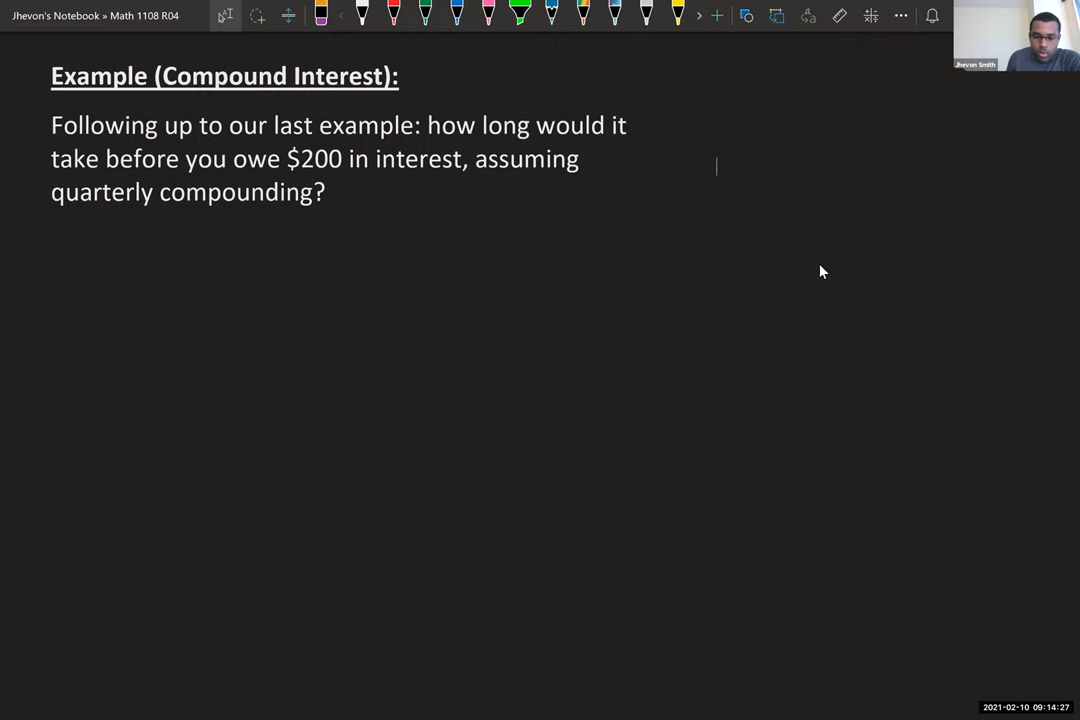 Jhevon's Notebook » Math 1108 R04
Jhevon Smith
Example (Compound Interest):
Following up to our last example: how long would it
take before you owe $200 in interest, assuming
quarterly compounding?
2021-02-10 09:14:27